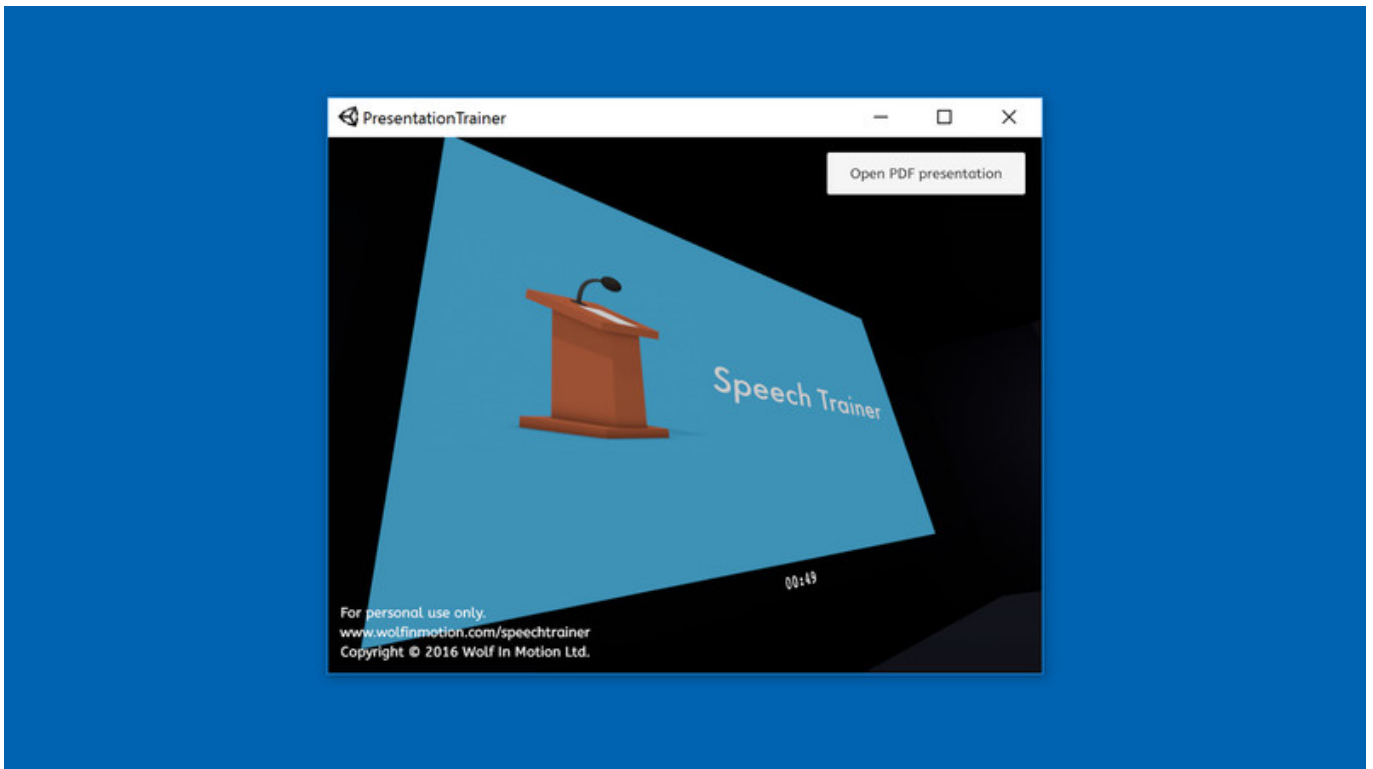 PresentationTrainer
Open PDF presentation
Speech Trainer
00:49
For personal use only.
www.wolfinmotion.com/speechtrainer
Copyright © 2016 Wolf In Motion Ltd.